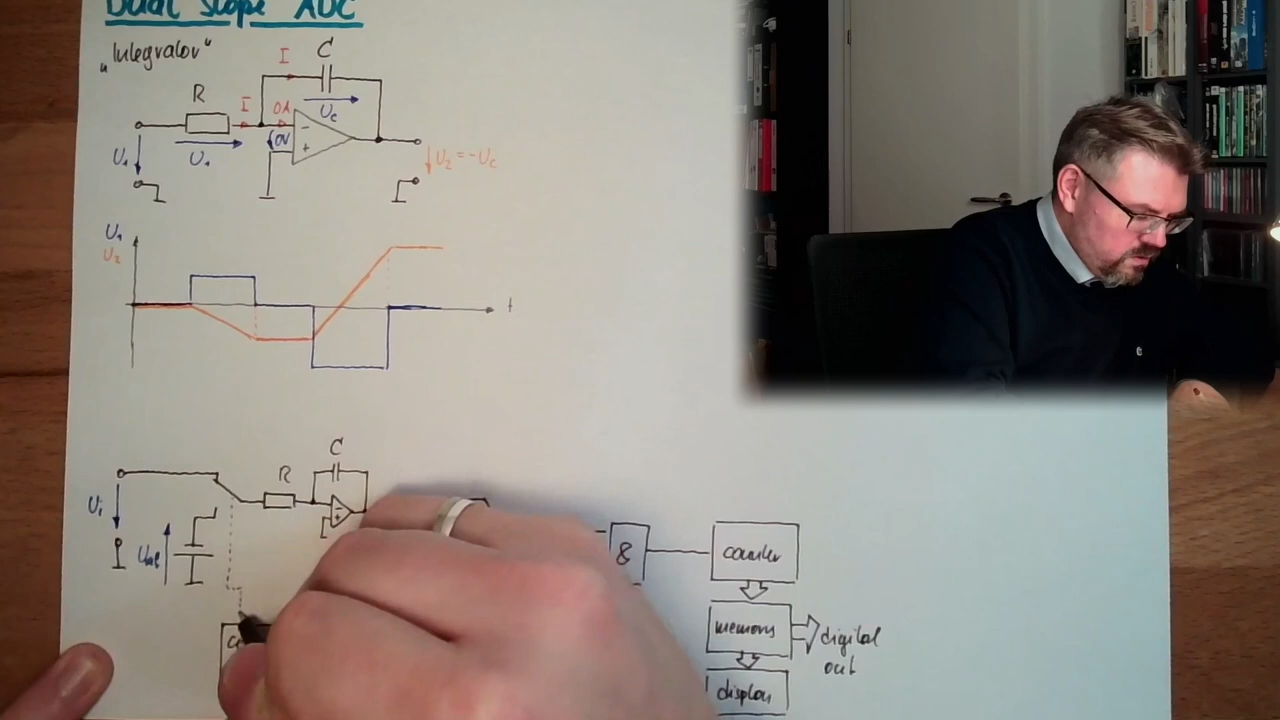 Dual Slope ADC
„Integrator“
C
I
R
I
0A
Uc
-
U₁
U₁
0V
+
U₂ = -Uc
U₁
U₂
t
C
R
Ui
-
+
Uref
&
counter
memory
digital
out
display